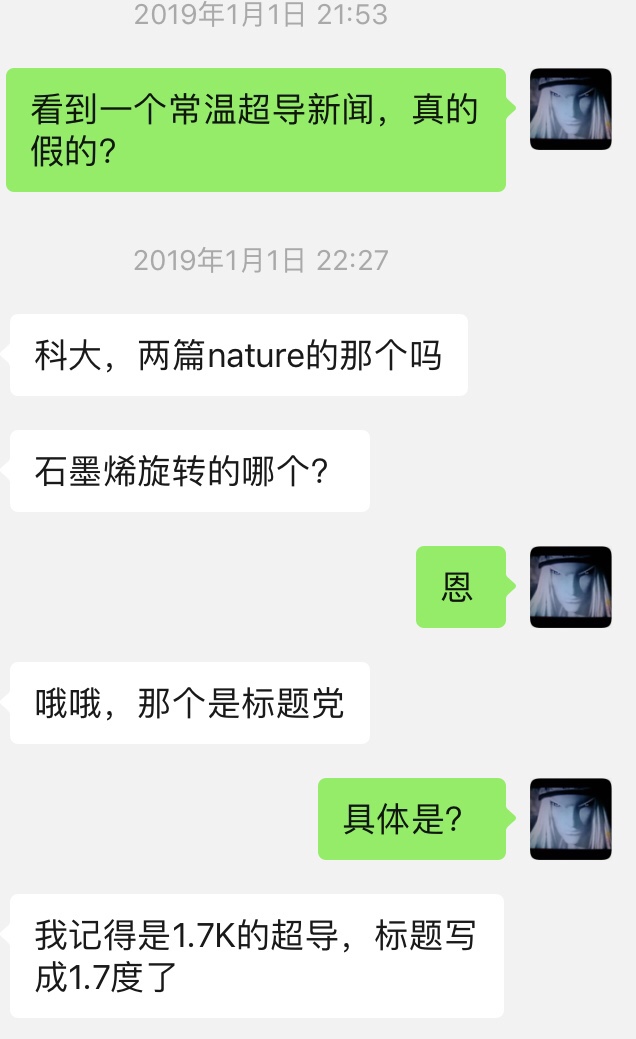 2019年1月1日 21:53
看到一个常温超导新闻，真的
假的?
2019年1月1日 22:27
科大，两篇nature的那个吗
石墨烯旋转的哪个?
恩
哦哦，那个是标题党
具体是?
我记得是1.7K的超导，标题写
成1.7度了